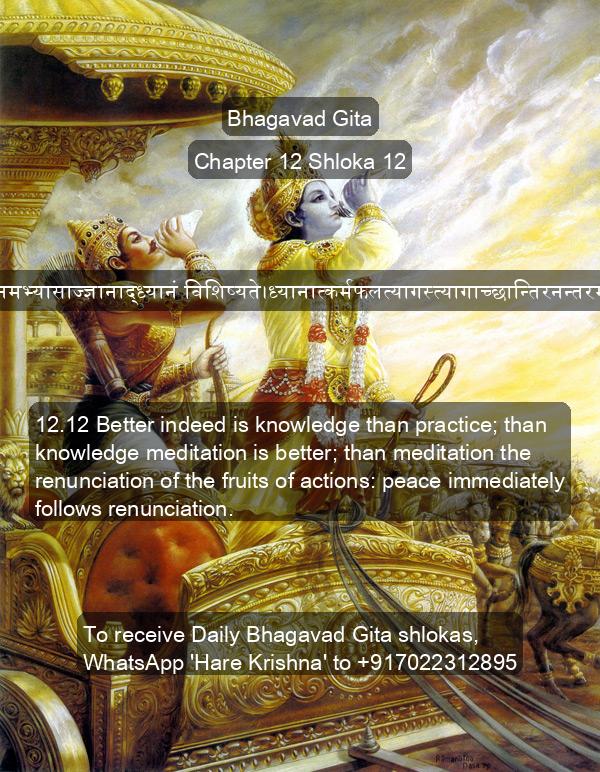 Bhagavad Gita
Chapter 12 Shloka 12
नमभ्यासाज्ज्ञानाद्ध्यानं विशिष्यते।ध्यानात्कर्मफलत्यागस्त्यागाच्छान्तिरनन्तरम
12.12 Better indeed is knowledge than practice; than
knowledge meditation is better; than meditation the
renunciation of the fruits of actions: peace immediately
follows renunciation.
To receive Daily Bhagavad Gita shlokas,
WhatsApp 'Hare Krishna' to +917022312895